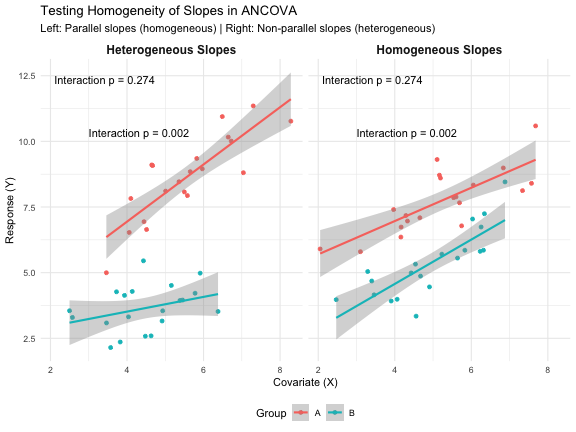 Testing Homogeneity of Slopes in ANCOVA
Left: Parallel slopes (homogeneous) | Right: Non-parallel slopes (heterogeneous)
Heterogeneous Slopes
Homogeneous Slopes
12.5
10.0
7.5
5.0
2.5
Response (Y)
Interaction p = 0.274
Interaction p = 0.002
Interaction p = 0.274
Interaction p = 0.002
2 4 6 8
2 4 6 8
Covariate (X)
Group A B